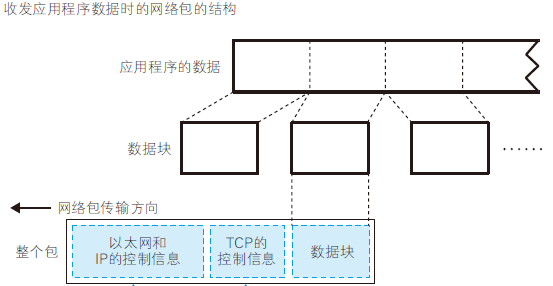 收发应用程序数据时的网络包的结构
应用程序的数据
数据块
······
网络包传输方向
整个包
以太网和
IP的控制信息
TCP的
控制信息
数据块